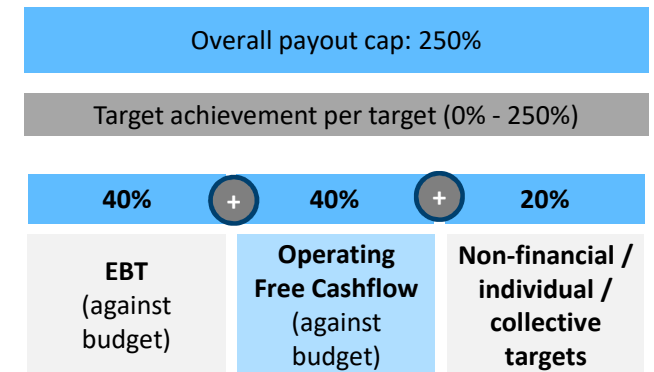 Overall payout cap: 250%
Target achievement per target (0% - 250%)
40% + 40% + 20%
EBT
(against
budget)
Operating
Free Cashflow
(against
budget)
Non-financial /
individual /
collective
targets